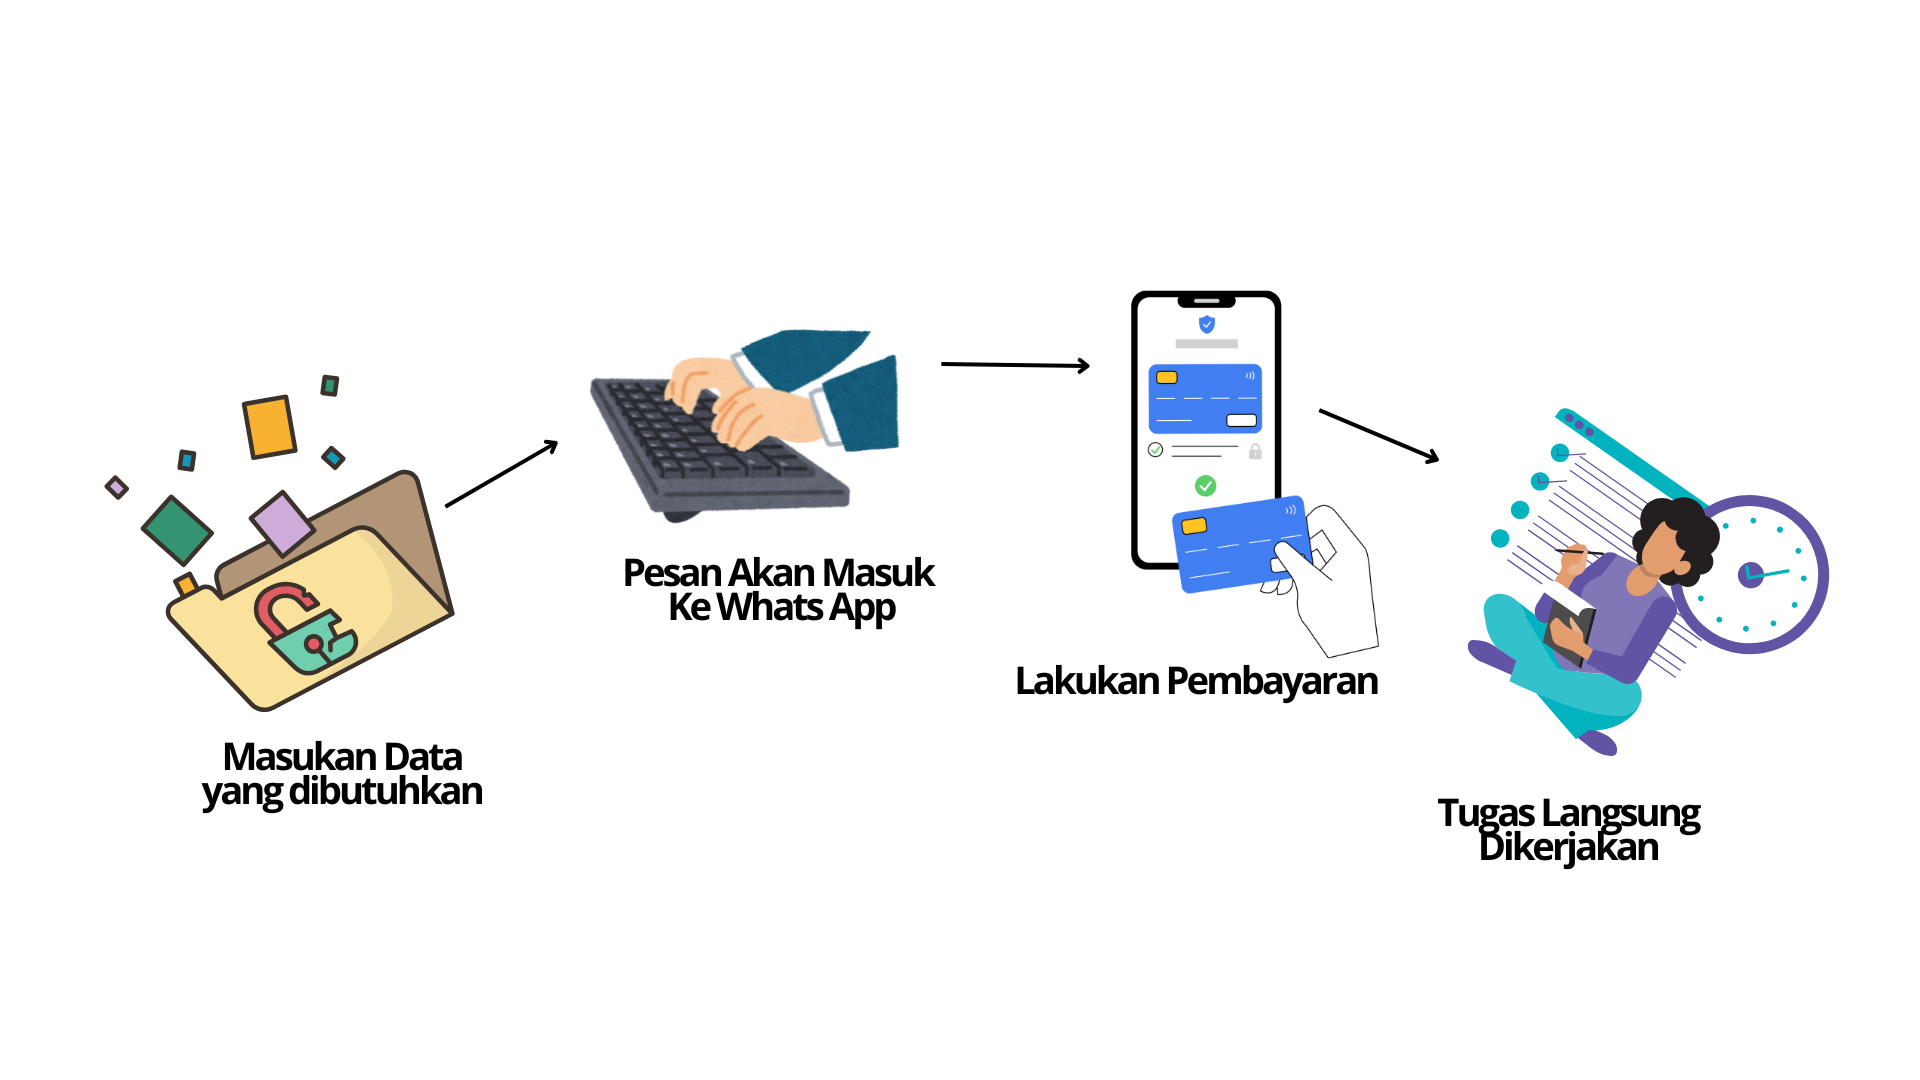 Masukan Data
yang dibutuhkan
Pesan Akan Masuk
Ke Whats App
Lakukan Pembayaran
Tugas Langsung
Dikerjakan